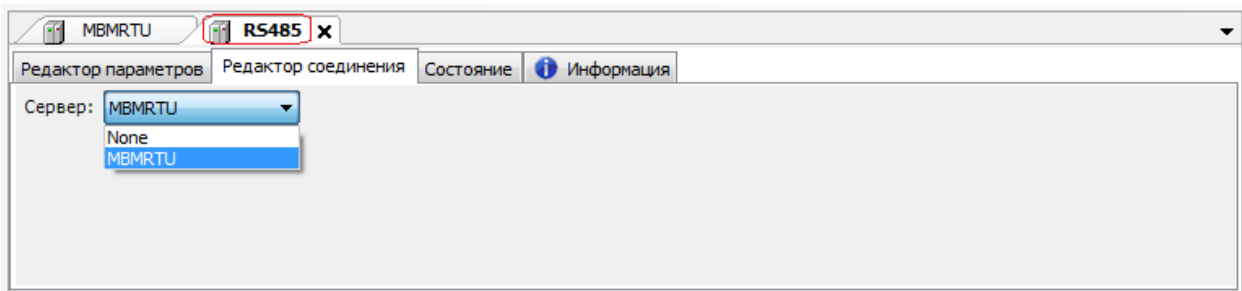 MBMRTU RS485
Редактор параметров Редактор соединения Состояние Информация
Сервер: MBMRTU
None
MBMRTU